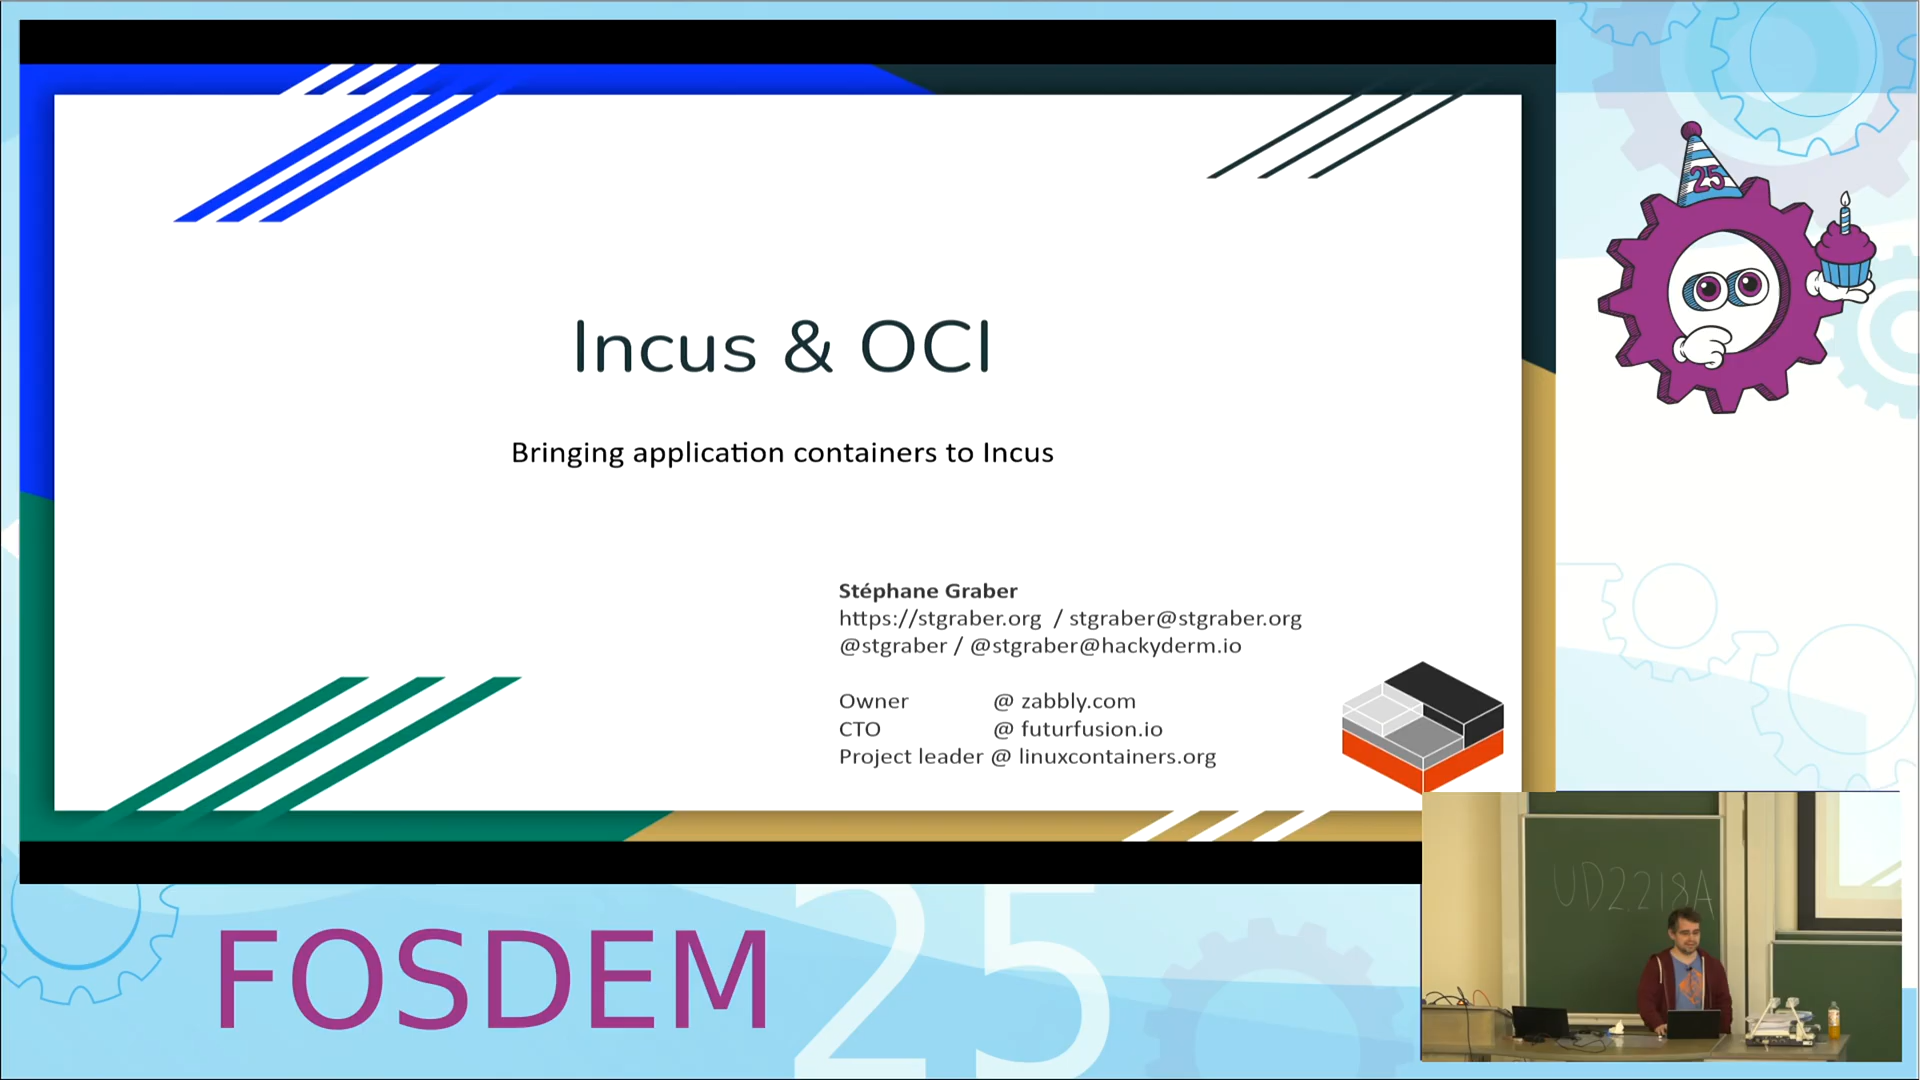 Incus & OCI
Bringing application containers to Incus
Stéphane Graber
https://stgraber.org / stgraber@stgraber.org
@stgraber / @stgraber@hackyderm.io
Owner @ zabbly.com
CTO @ futurfusion.io
Project leader @ linuxcontainers.org
25
UD2.218A
FOSDEM 25